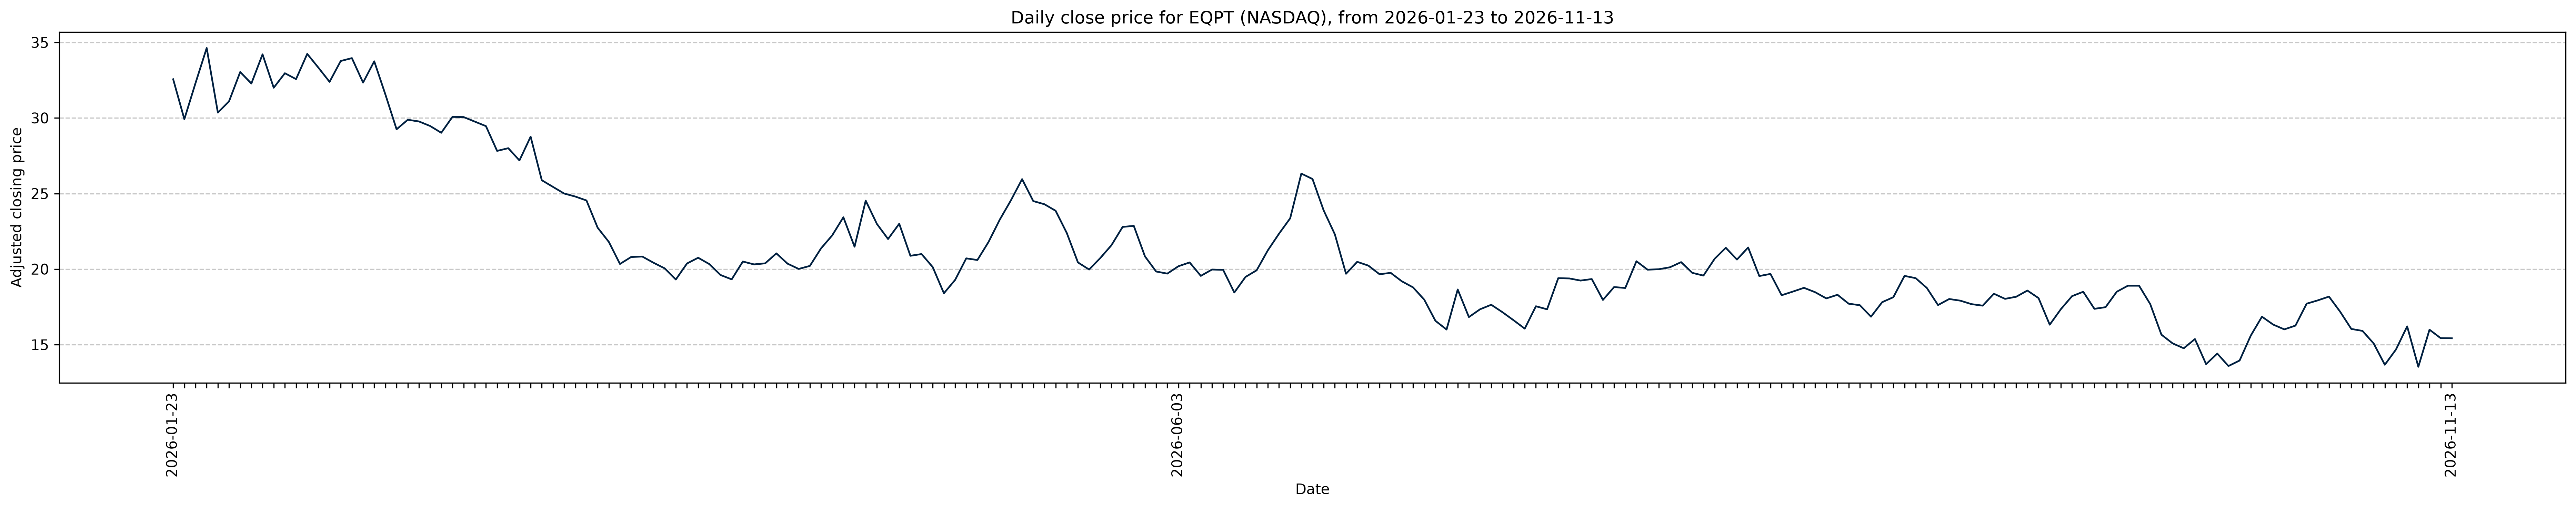 Daily close price for EQPT (NASDAQ), from 2026-01-23 to 2026-11-13
Adjusted closing price
35
30
25
20
15
2026-01-23
2026-06-03
2026-11-13
Date